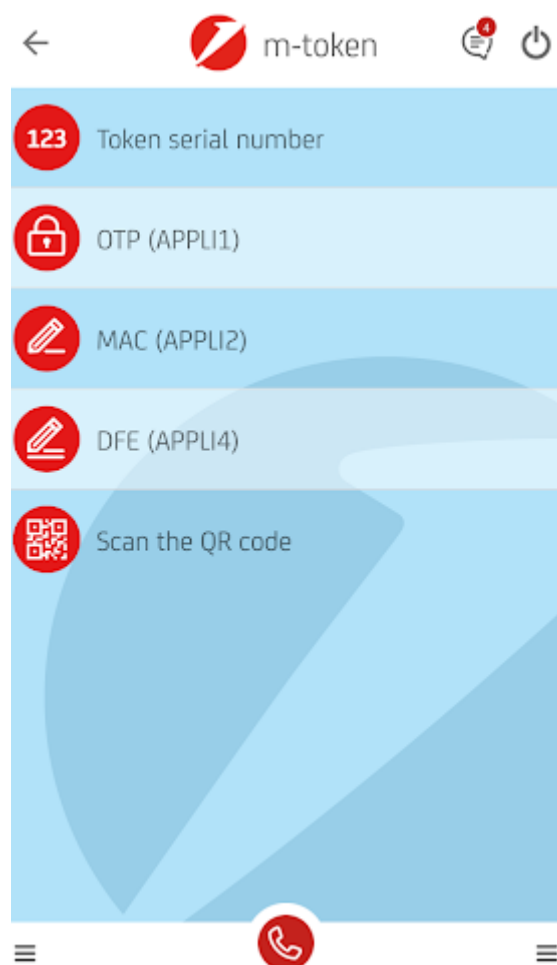 m-token
4
123
Token serial number
OTP (APPLI1)
MAC (APPLI2)
DFE (APPLI4)
Scan the QR code